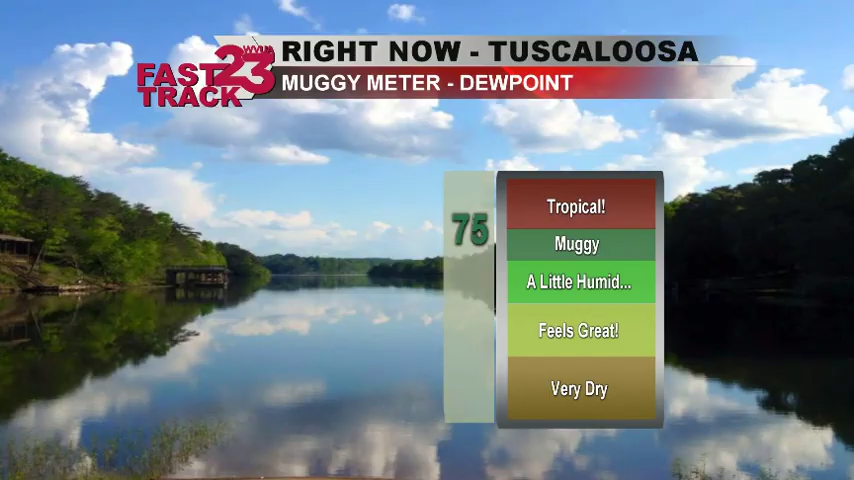 WVUA
23
FAST
TRACK
RIGHT NOW - TUSCALOOSA
MUGGY METER - DEWPOINT
75
Tropical!
Muggy
A Little Humid...
Feels Great!
Very Dry